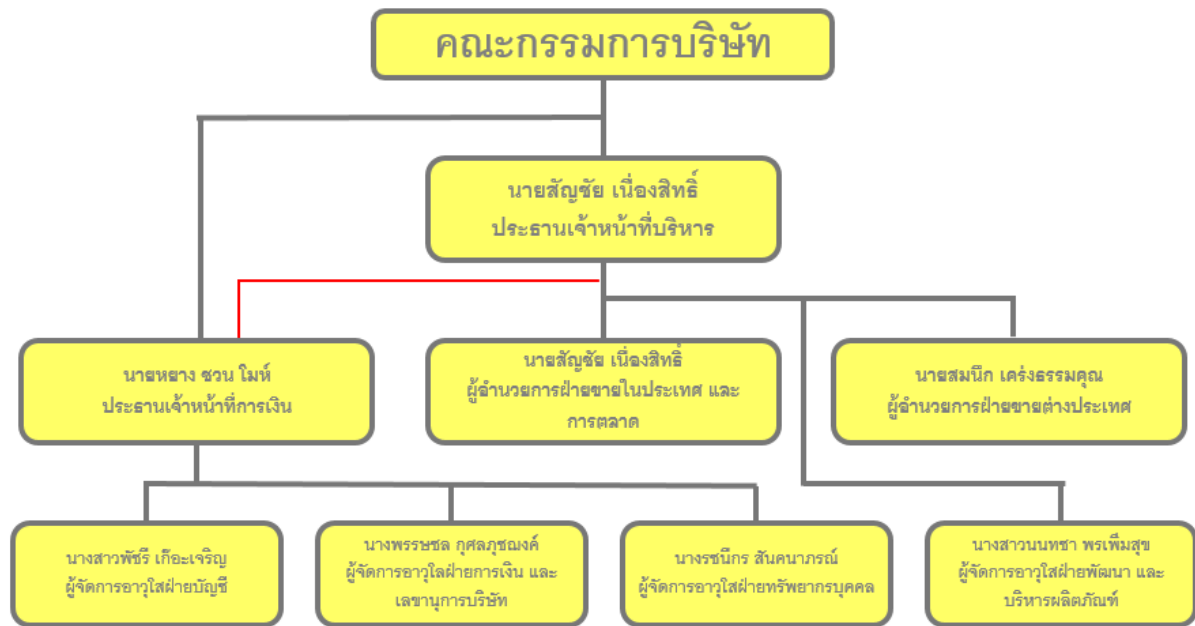 คณะกรรมการบริษัท
นายสัญชัย เนื่องสิทธิ์
ประธานเจ้าหน้าที่บริหาร
นายหยาง ชวน โมห์
ประธานเจ้าหน้าที่การเงิน
นายสัญชัย เนื่องสิทธิ์
ผู้อำนวยการฝ่ายขายในประเทศ และ
การตลาด
นายสมนึก เคร่งธรรมคุณ
ผู้อำนวยการฝ่ายขายต่างประเทศ
นางสาวพัชรี เก๊อะเจริญ
ผู้จัดการอาวุโสฝ่ายบัญชี
นางพรรษชล กุศลภุชฌงค์
ผู้จัดการอาวุโสฝ่ายการเงิน และ
เลขานุการบริษัท
นางรชนีกร สันคนาภรณ์
ผู้จัดการอาวุโสฝ่ายทรัพยากรบุคคล
นางสาวนนทชา พรเพิ่มสุข
ผู้จัดการอาวุโสฝ่ายพัฒนา และ
บริหารผลิตภัณฑ์